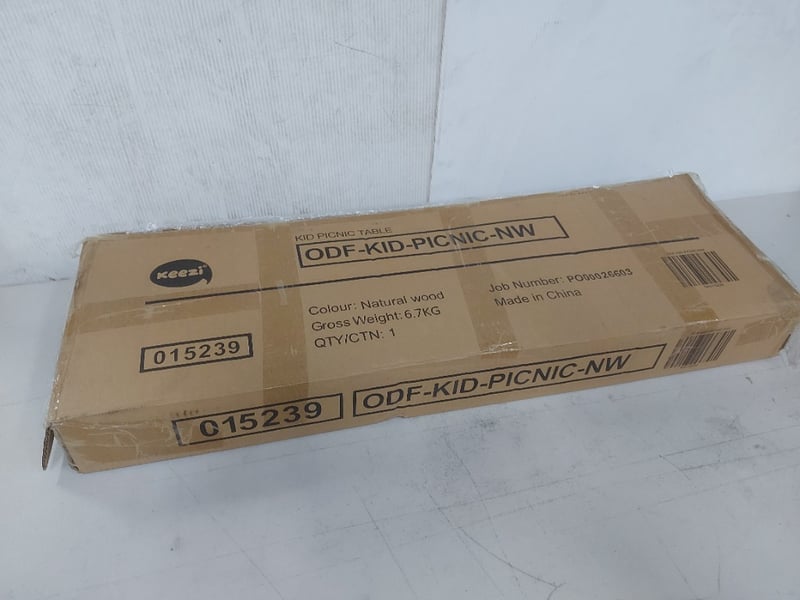 KID PICNIC TABLE
ODF-KID-PICNIC-NW
Keezi
Colour: Natural wood
Gross Weight: 6.7KG
QTY/CTN: 1
Job Number: PO00026603
Made in China
015239
015239
ODF-KID-PICNIC-NW